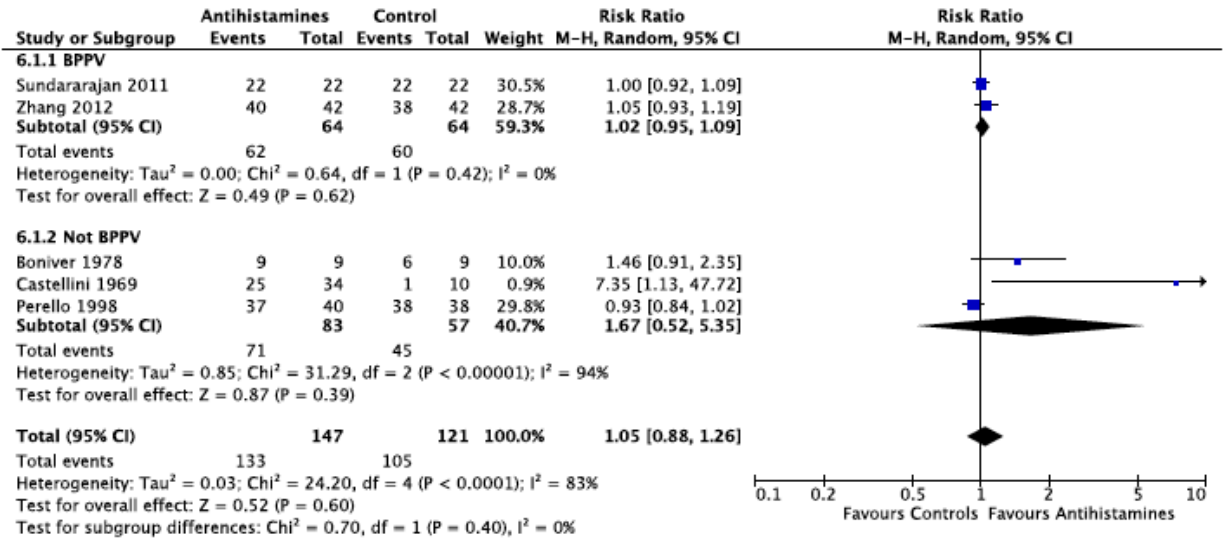 Antihistamines Control Risk Ratio Risk Ratio
Study or Subgroup Events Total Events Total Weight M-H, Random, 95% CI M-H, Random, 95% CI
6.1.1 BPPV
Sundararajan 2011 22 22 22 22 30.5% 1.00 [0.92, 1.09]
Zhang 2012 40 42 38 42 28.7% 1.05 [0.93, 1.19]
Subtotal (95% CI) 64 64 59.3% 1.02 [0.95, 1.09]
Total events 62 60
Heterogeneity: Tau² = 0.00; Chi² = 0.64, df = 1 (P = 0.42); I² = 0%
Test for overall effect: Z = 0.49 (P = 0.62)
6.1.2 Not BPPV
Boniver 1978 9 9 6 9 10.0% 1.46 [0.91, 2.35]
Castellini 1969 25 34 1 10 0.9% 7.35 [1.13, 47.72]
Perello 1998 37 40 38 38 29.8% 0.93 [0.84, 1.02]
Subtotal (95% CI) 83 57 40.7% 1.67 [0.52, 5.35]
Total events 71 45
Heterogeneity: Tau² = 0.85; Chi² = 31.29, df = 2 (P < 0.00001); I² = 94%
Test for overall effect: Z = 0.87 (P = 0.39)
Total (95% CI) 147 121 100.0% 1.05 [0.88, 1.26]
Total events 133 105
Heterogeneity: Tau² = 0.03; Chi² = 24.20, df = 4 (P < 0.0001); I² = 83%
Test for overall effect: Z = 0.52 (P = 0.60)
Test for subgroup differences: Chi² = 0.70, df = 1 (P = 0.40), I² = 0%
0.1 0.2 0.5 1 2 5 10
Favours Controls Favours Antihistamines